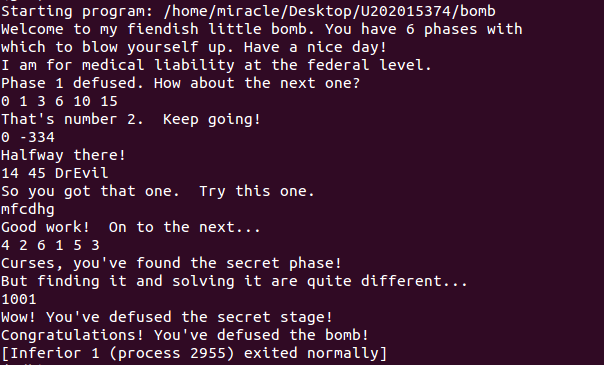 Starting program: /home/miracle/Desktop/U202015374/bomb
Welcome to my fiendish little bomb. You have 6 phases with
which to blow yourself up. Have a nice day!
I am for medical liability at the federal level.
Phase 1 defused. How about the next one?
0 1 3 6 10 15
That's number 2.  Keep going!
0 -334
Halfway there!
14 45 DrEvil
So you got that one.  Try this one.
mfcdhg
Good work!  On to the next...
4 2 6 1 5 3
Curses, you've found the secret phase!
But finding it and solving it are quite different...
1001
Wow! You've defused the secret stage!
Congratulations! You've defused the bomb!
[Inferior 1 (process 2955) exited normally]